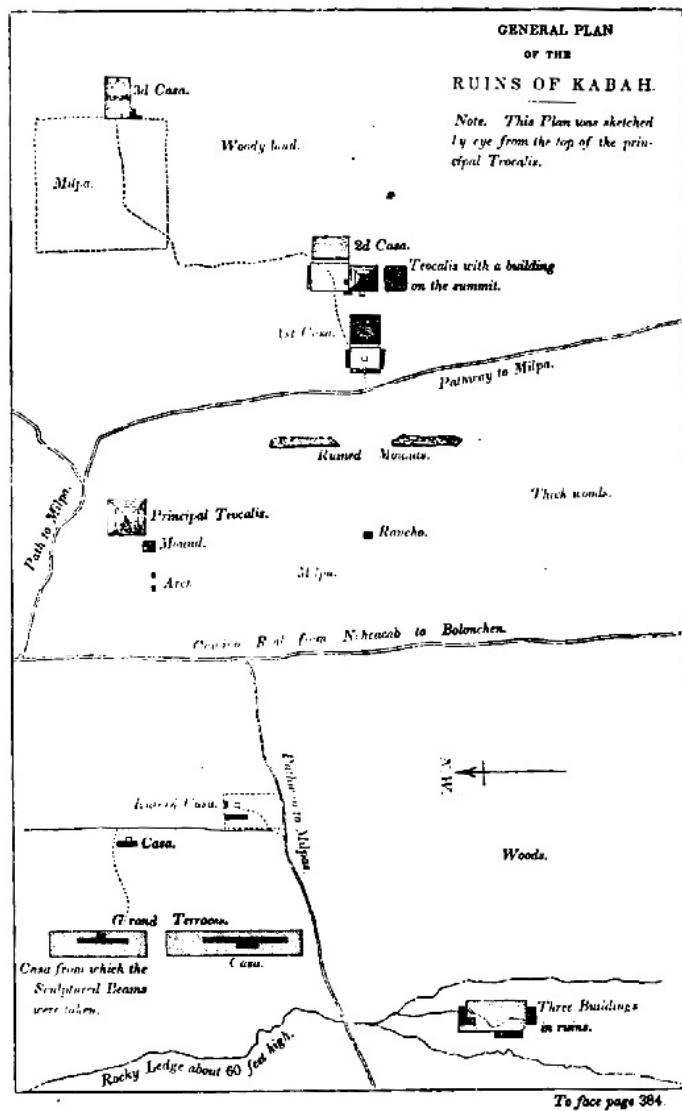 GENERAL PLAN
OF THE
RUINS OF KABAH.
Note. This Plan was sketched
by eye from the top of the prin-
cipal Teocalis.
3d Casa.
Woody land.
Milpa.
2d Casa.
Teocalis with a building
on the summit.
1st Casa.
Pathway to Milpa.
Ruined Mounds.
Thick woods.
Path to Milpa.
Principal Teocalis.
Mound.
Rancho.
Milpa.
Camino Real from Nohcacab to Bolonchen.
N.W.
Pathway to Milpas.
Casa.
Casa.
Woods.
Grand Terraces.
Casa from which the
Sculptured Beams
were taken.
Casa.
Three Buildings
in ruins.
Rocky Ledge about 60 feet high.
To face page 384.